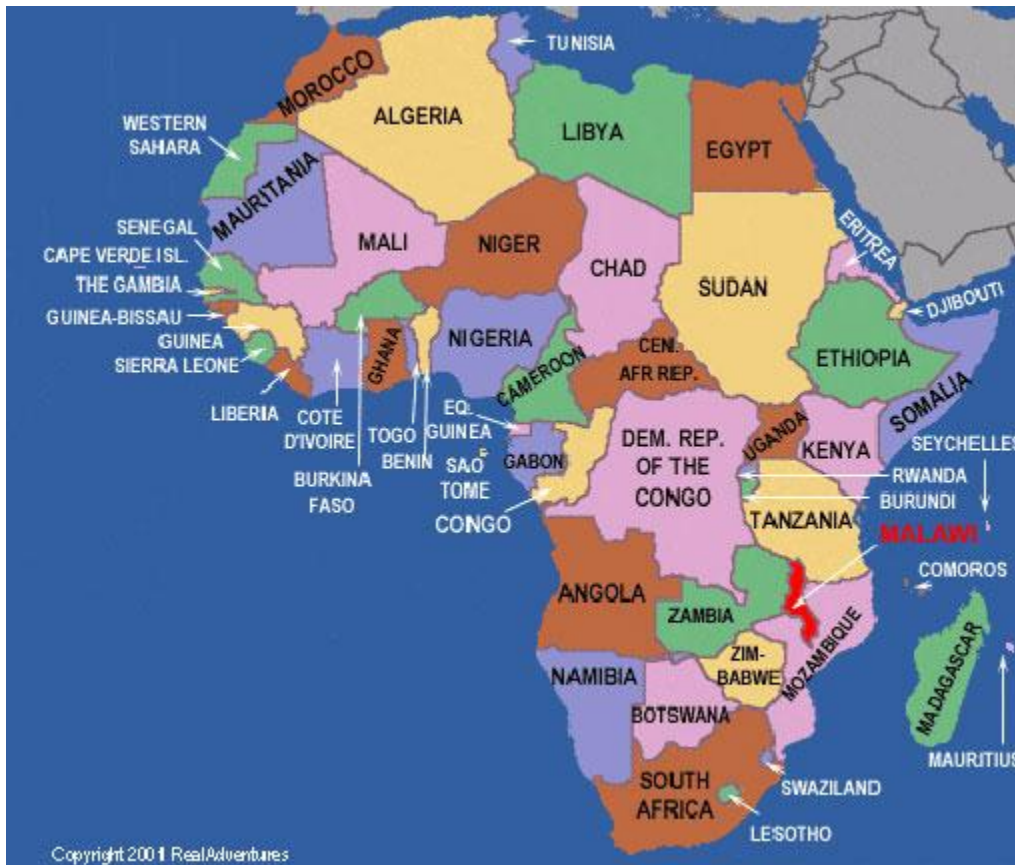 TUNISIA
MOROCCO
ALGERIA
LIBYA
EGYPT
WESTERN
SAHARA
MAURITANIA
MALI
NIGER
CHAD
SUDAN
ERITREA
SENEGAL
CAPE VERDE ISL.
THE GAMBIA
GUINEA-BISSAU
GUINEA
SIERRA LEONE
LIBERIA
COTE
D'IVOIRE
BURKINA
FASO
GHANA
TOGO
BENIN
NIGERIA
CAMEROON
CEN.
AFR REP.
DJIBOUTI
ETHIOPIA
SOMALIA
EQ.
GUINEA
SAO
TOME
GABON
CONGO
DEM. REP.
OF THE
CONGO
UGANDA
KENYA
SEYCHELLES
RWANDA
BURUNDI
TANZANIA
MALAWI
COMOROS
ANGOLA
ZAMBIA
MOZAMBIQUE
ZIM-
BABWE
NAMIBIA
BOTSWANA
MADAGASCAR
MAURITIUS
SOUTH
AFRICA
SWAZILAND
LESOTHO
Copyright 2001 RealAdventures